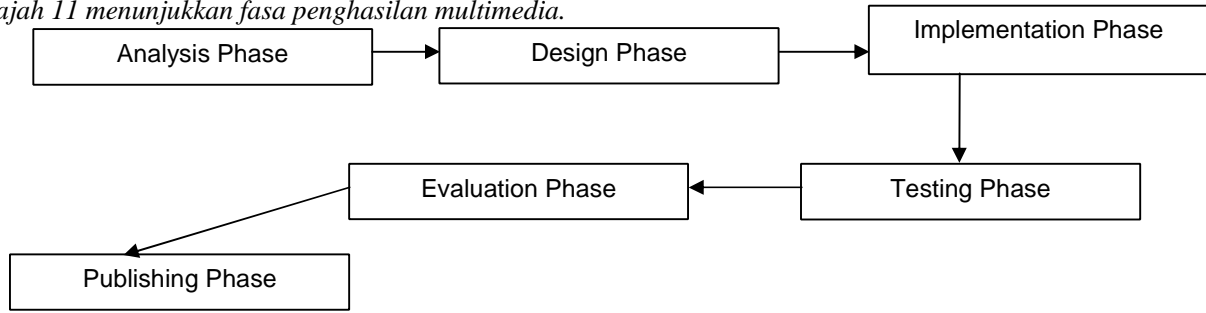 ajah 11 menunjukkan fasa penghasilan multimedia.
Analysis Phase
Design Phase
Implementation Phase
Testing Phase
Evaluation Phase
Publishing Phase